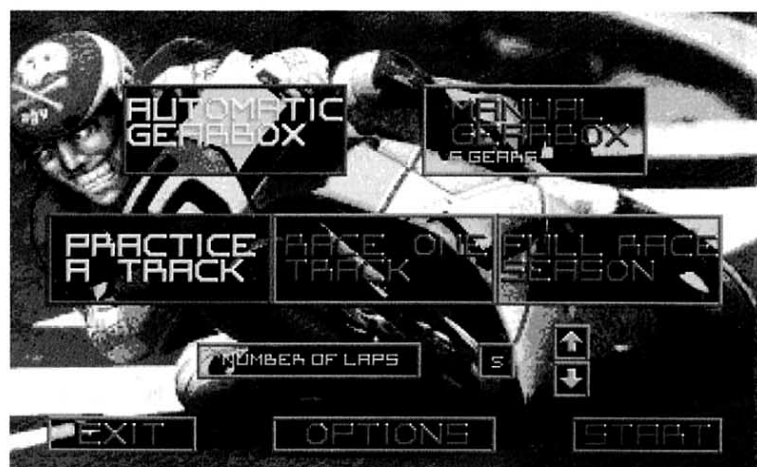 AUTOMATIC
GEARBOX
MANUAL
GEARBOX
5 GEARS
PRACTICE
A TRACK
RACE ONE
TRACK
FULL RACE
SEASON
NUMBER OF LAPS
5
EXIT
OPTIONS
START